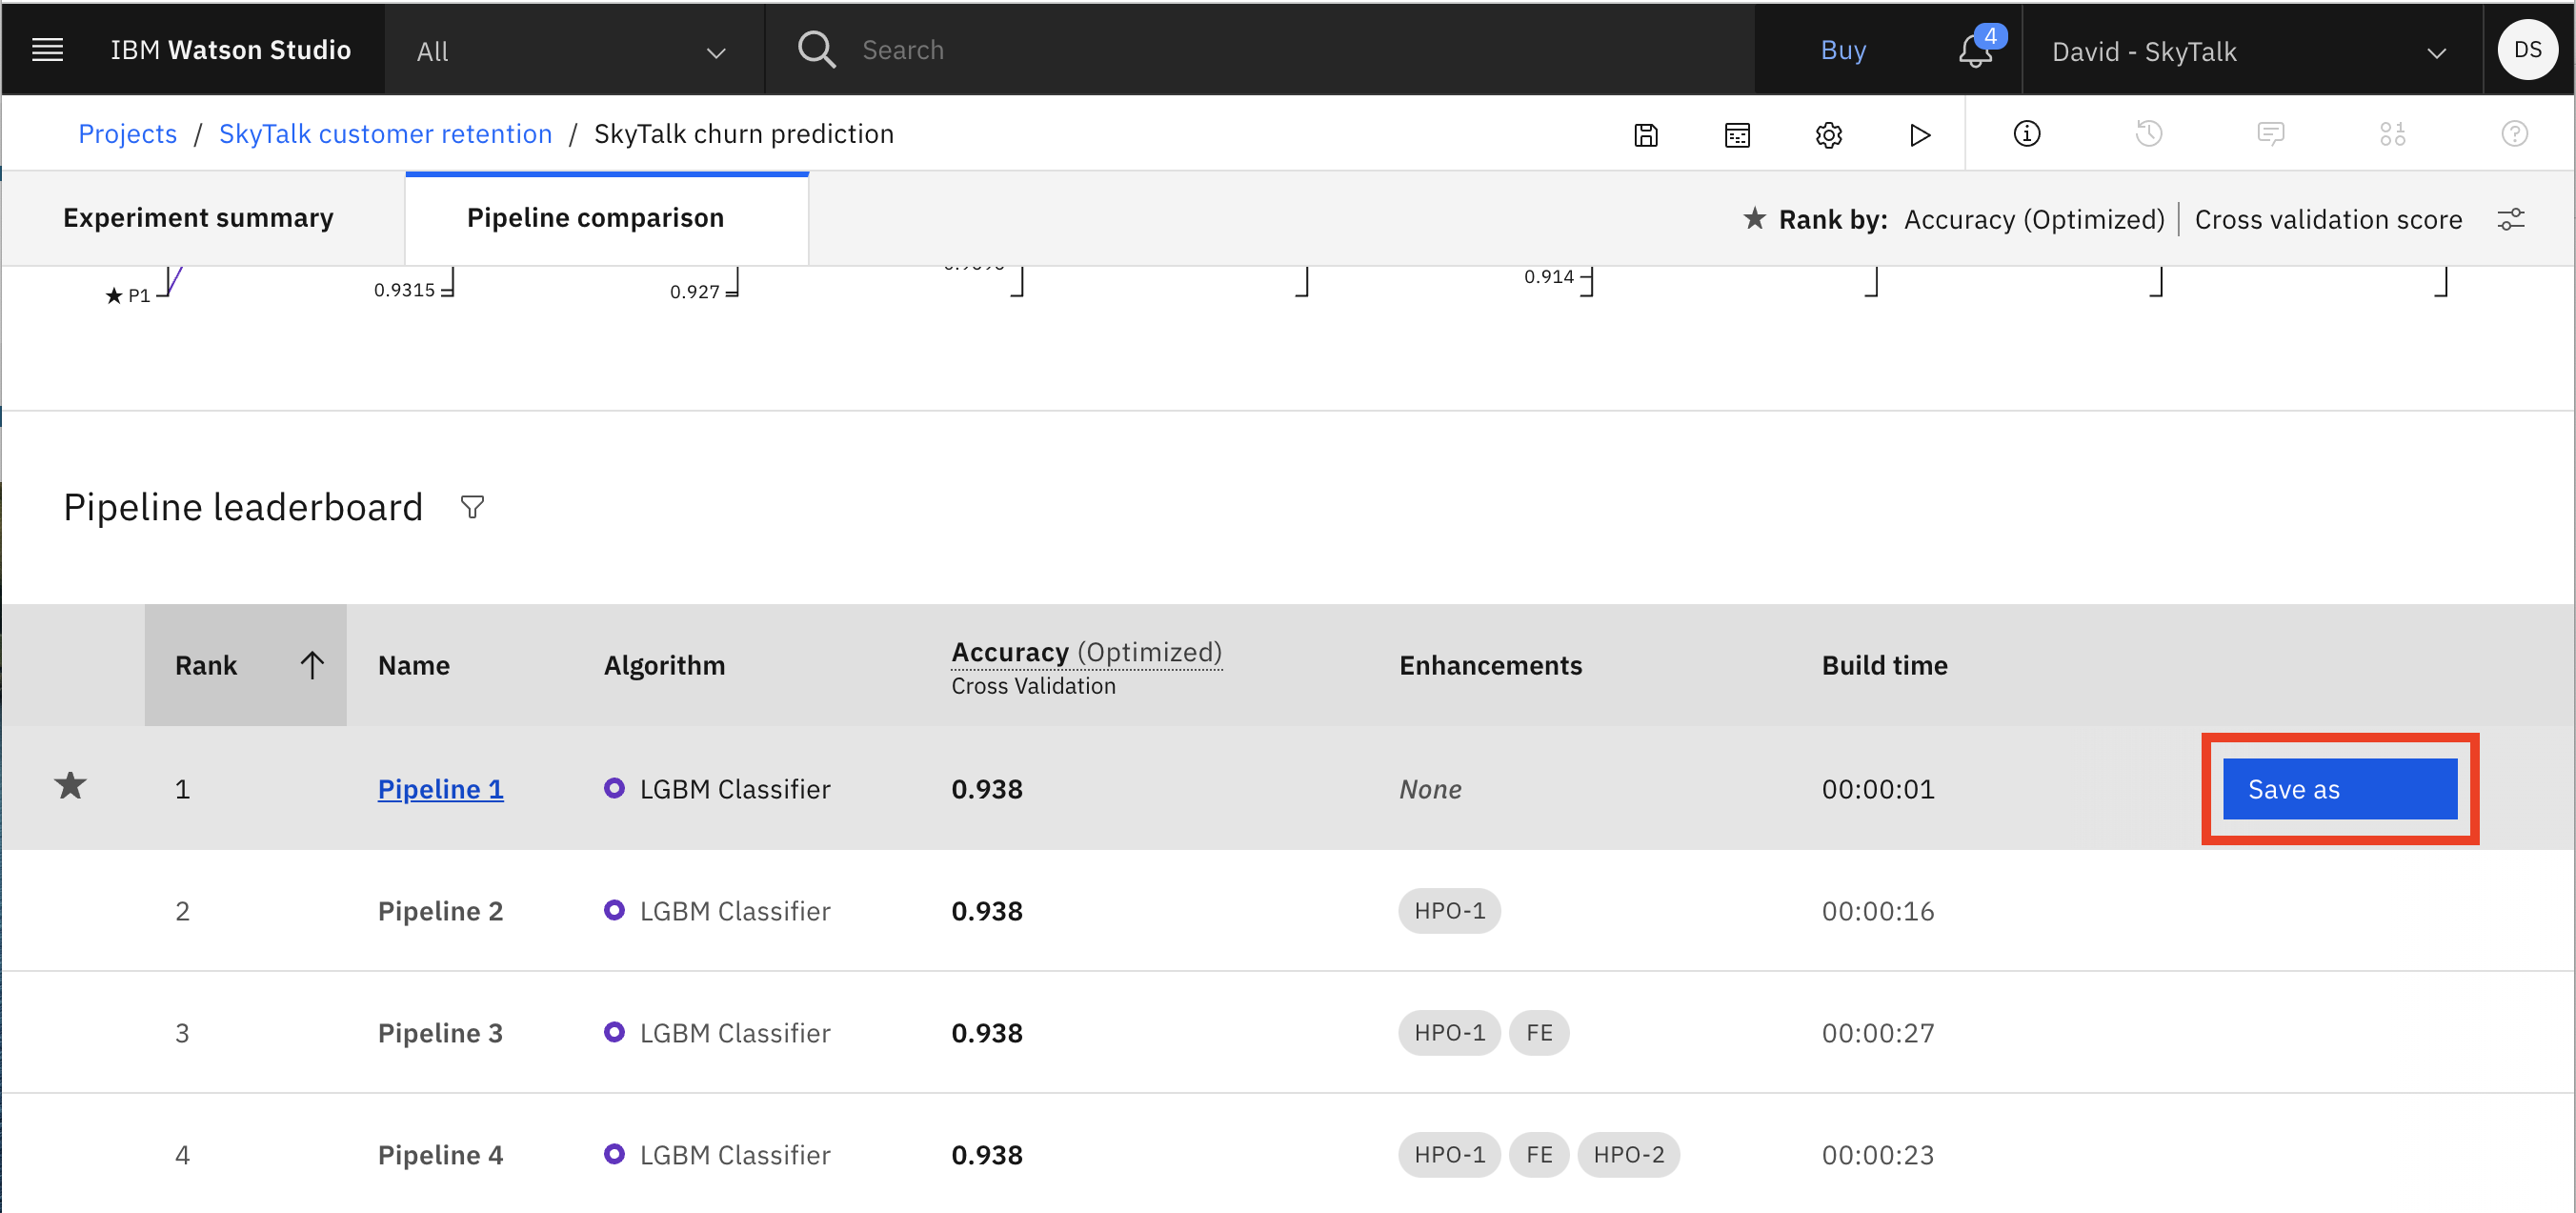 IBM Watson Studio All Search Buy 4 David - SkyTalk DS
Projects / SkyTalk customer retention / SkyTalk churn prediction
Experiment summary Pipeline comparison Rank by: Accuracy (Optimized) Cross validation score
P1 0.9315 0.927 0.914
Pipeline leaderboard
Rank Name Algorithm Accuracy (Optimized) Enhancements Build time
Cross Validation
1 Pipeline 1 LGBM Classifier 0.938 None 00:00:01 Save as
2 Pipeline 2 LGBM Classifier 0.938 HPO-1 00:00:16
3 Pipeline 3 LGBM Classifier 0.938 HPO-1 FE 00:00:27
4 Pipeline 4 LGBM Classifier 0.938 HPO-1 FE HPO-2 00:00:23